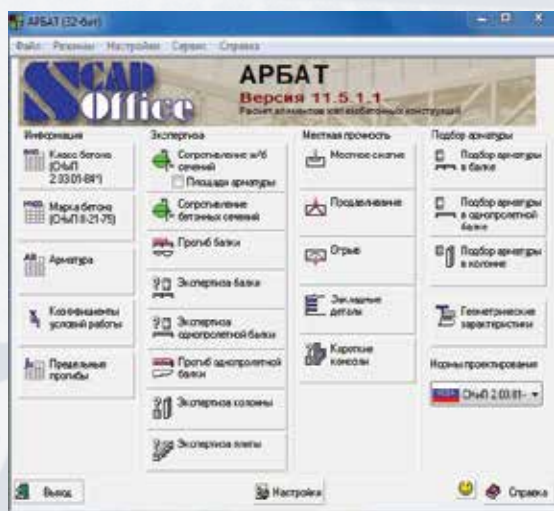 АРБАТ (32-бит)
Файл Режимы Настройки Сервис Справка
SCAD Office
АРБАТ
Версия 11.5.1.1
Расчет элементов железобетонных конструкций
Информация
Класс бетона
(СНиП
2.03.01-84*)
Марка бетона
(СНиП II-21-75)
Арматура
Коэффициенты
условий работы
Предельные
прогибы
Экспертиза
Сопротивление ж/б
сечений
Площади арматуры
Сопротивление
бетонных сечений
Прогиб балки
Экспертиза балки
Экспертиза
однопролетной балки
Прогиб однопролетной
балки
Экспертиза колонны
Экспертиза плиты
Местная прочность
Местное сжатие
Продавливание
Отрыв
Закладные
детали
Короткие
консоли
Подбор арматуры
Подбор арматуры
в балке
Подбор арматуры
в однопролетной
балке
Подбор арматуры
в колонне
Геометрические
характеристики
Нормы проектирования
СНиП 2.03.01-
Выход
Настройки
Справка